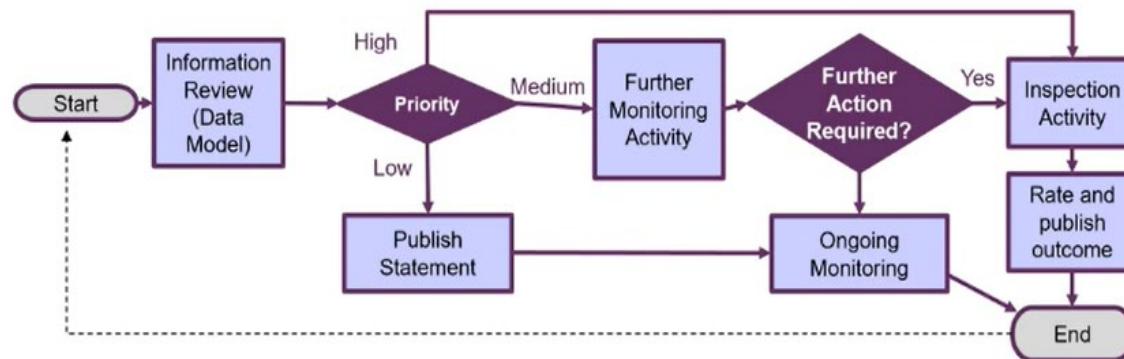 Start
Information
Review
(Data
Model)
High
Priority
Medium
Low
Further
Monitoring
Activity
Further
Action
Required?
Yes
Inspection
Activity
Publish
Statement
Ongoing
Monitoring
Rate and
publish
outcome
End